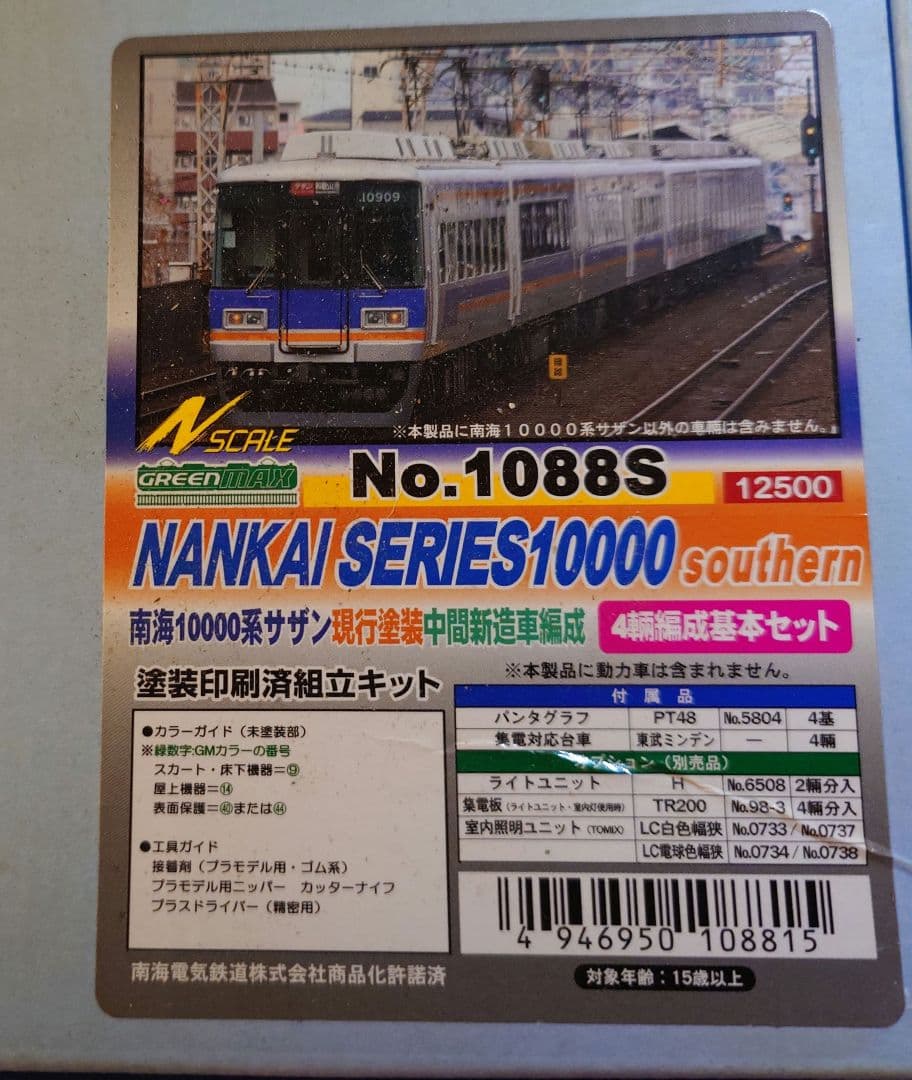 サザン 和歌山市
10909
N SCALE
※本製品に南海10000系サザン以外の車輛は含みません。
GREENMAX
No.1088S
12500
NANKAI SERIES10000 southern
南海10000系サザン現行塗装中間新造車編成 4輛編成基本セット
塗装印刷済組立キット
※本製品に動力車は含まれません。
●カラーガイド（未塗装部）
※緑数字:GMカラーの番号
スカート・床下機器=⑨
屋上機器=⑭
表面保護=㊵または㊹
●工具ガイド
接着剤（プラモデル用・ゴム系）
プラモデル用ニッパー カッターナイフ
プラスドライバー（精密用）
付属品
パンタグラフ PT48 No.5804 4基
集電対応台車 東武ミンデン — 4輛
オプション（別売品）
ライトユニット H No.6508 2輛分入
集電板（ライトユニット・室内灯使用時） TR200 No.98-3 4輛分入
室内照明ユニット（TOMIX） LC白色幅狭 No.0733 / No.0737
LC電球色幅狭 No.0734 / No.0738
4 946950 108815
南海電気鉄道株式会社商品化許諾済
対象年齢：15歳以上